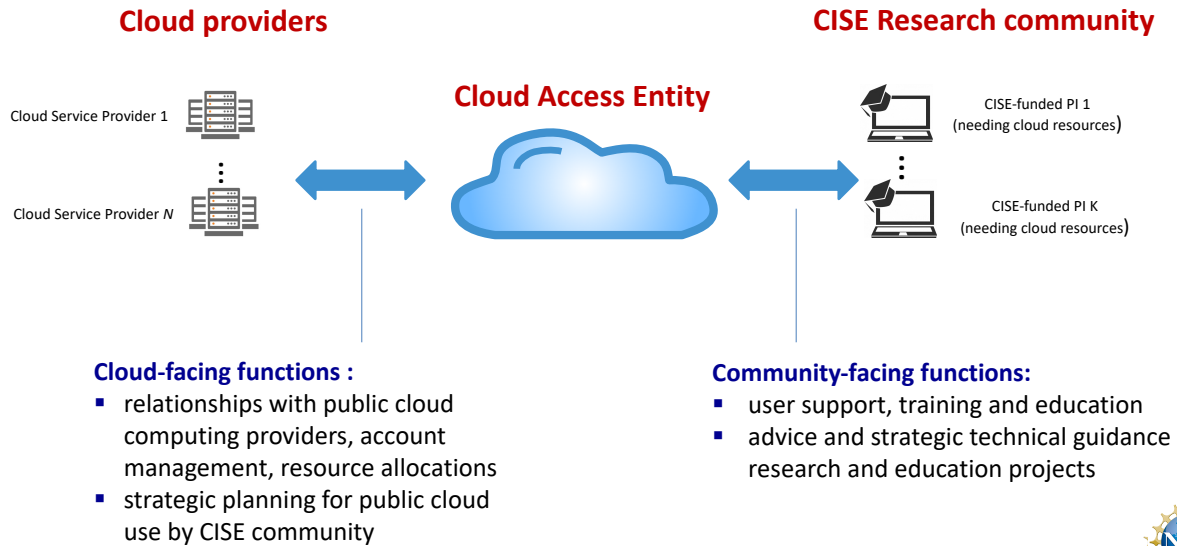 Cloud providers
CISE Research community
Cloud Access Entity
Cloud Service Provider 1
Cloud Service Provider N
CISE-funded PI 1
(needing cloud resources)
CISE-funded PI K
(needing cloud resources)
Cloud-facing functions :
▪ relationships with public cloud
computing providers, account
management, resource allocations
▪ strategic planning for public cloud
use by CISE community
Community-facing functions:
▪ user support, training and education
▪ advice and strategic technical guidance
research and education projects
N